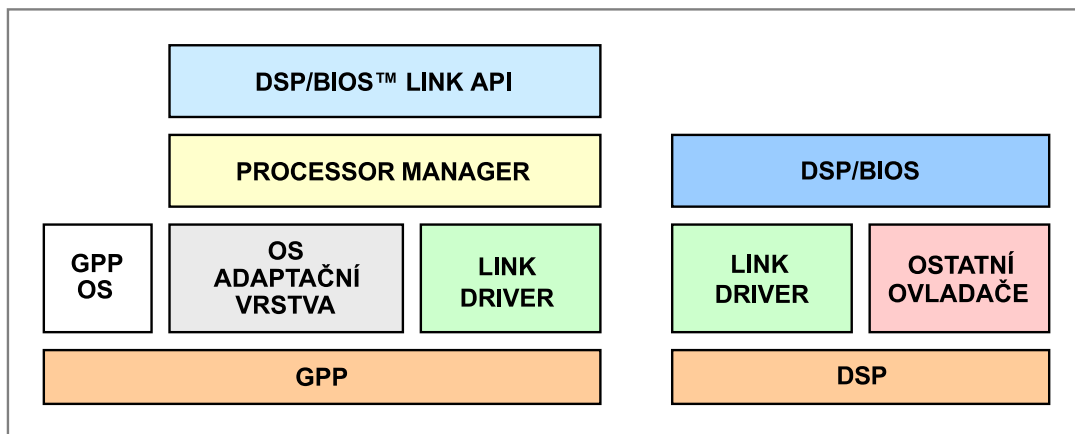 DSP/BIOS™ LINK API
PROCESSOR MANAGER
DSP/BIOS
GPP
OS
OS
ADAPTAČNÍ
VRSTVA
LINK
DRIVER
LINK
DRIVER
OSTATNÍ
OVLADAČE
GPP
DSP